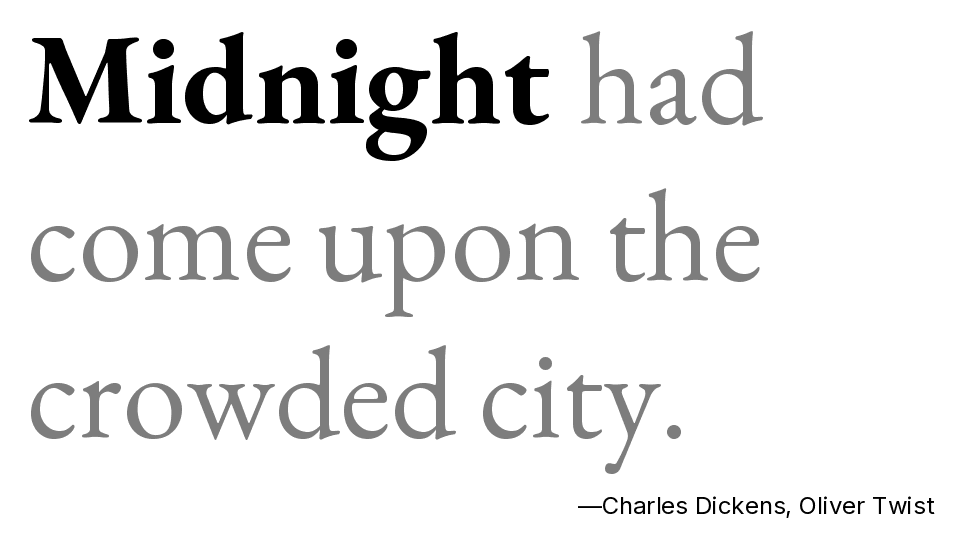 Midnight had
come upon the
crowded city.
—Charles Dickens, Oliver Twist